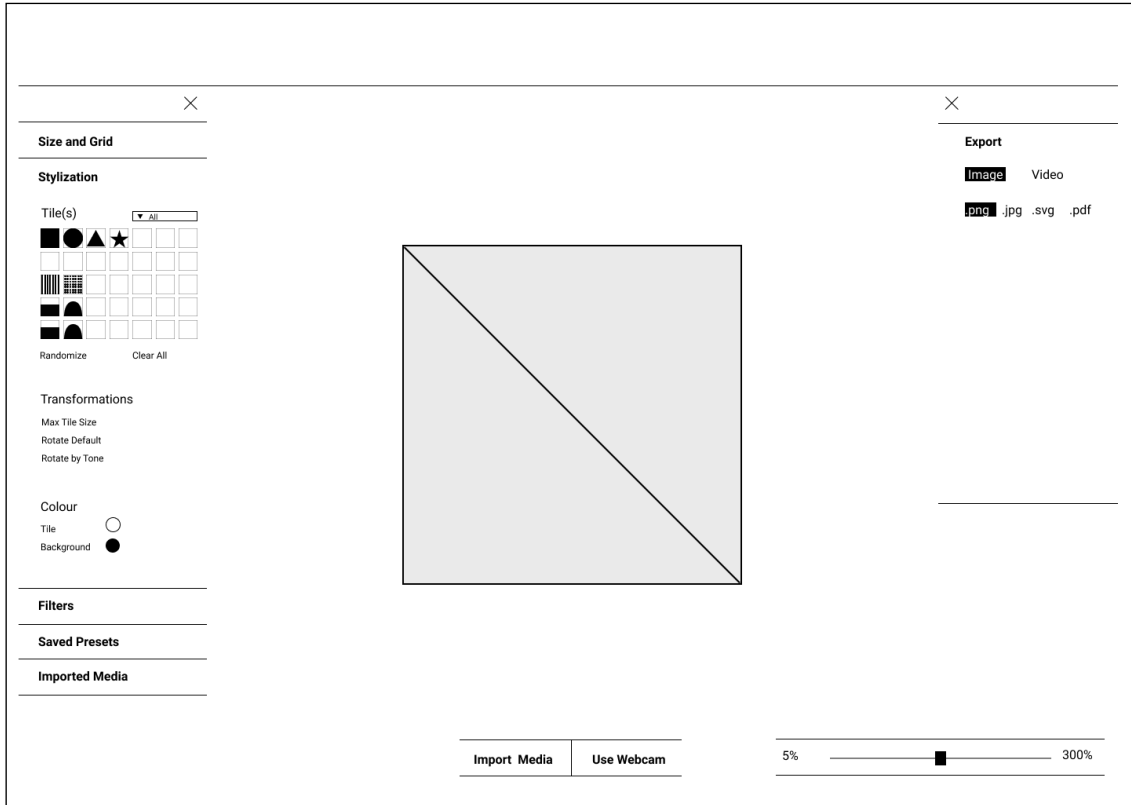 Size and Grid
Stylization
Tile(s)
▼ All
Randomize Clear All
Transformations
Max Tile Size
Rotate Default
Rotate by Tone
Colour
Tile
Background
Filters
Saved Presets
Imported Media
Import Media Use Webcam
5% 300%
Export
Image Video
.png .jpg .svg .pdf